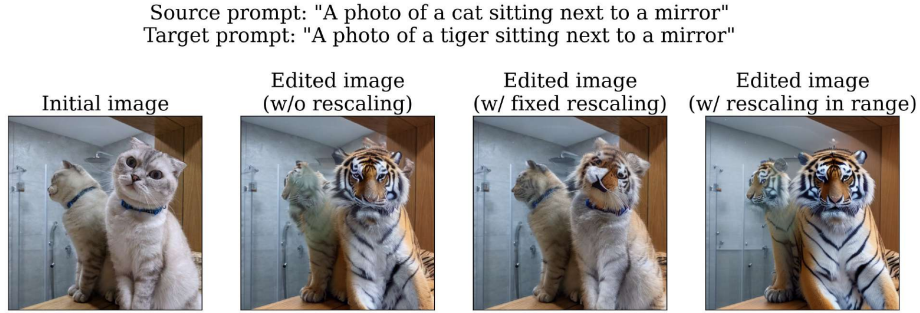 Source prompt: "A photo of a cat sitting next to a mirror"
Target prompt: "A photo of a tiger sitting next to a mirror"
Initial image
Edited image
(w/o rescaling)
Edited image
(w/ fixed rescaling)
Edited image
(w/ rescaling in range)